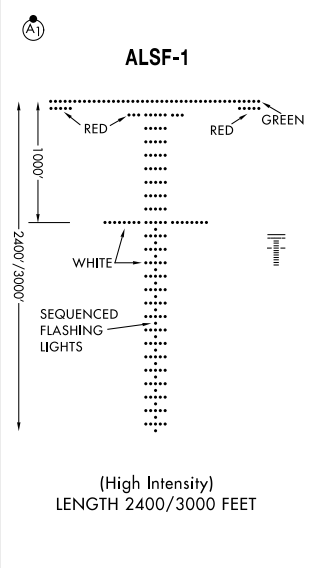 A1
ALSF-1
RED
RED
GREEN
1000'
2400'/3000'
WHITE
SEQUENCED
FLASHING
LIGHTS
(High Intensity)
LENGTH 2400/3000 FEET